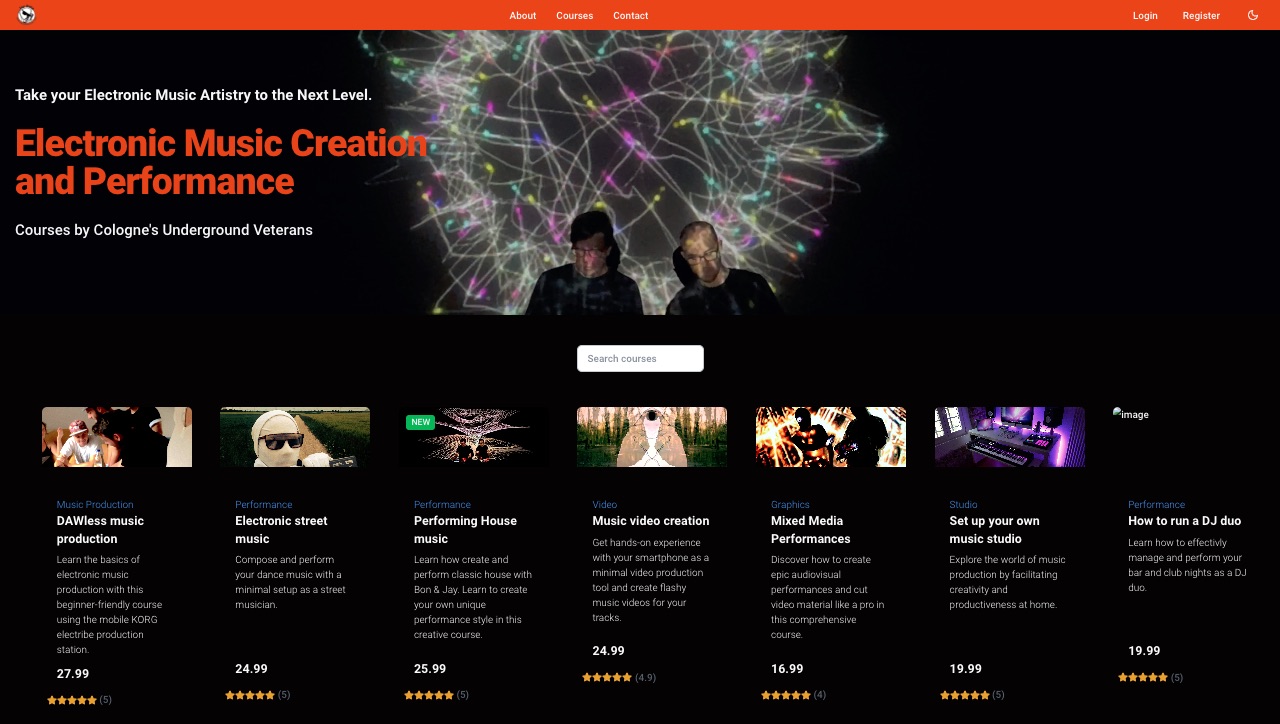 About
Courses
Contact
Login
Register
Take your Electronic Music Artistry to the Next Level.
Electronic Music Creation
and Performance
Courses by Cologne's Underground Veterans
Search courses
Music Production
DAWless music
production
Learn the basics of
electronic music
production with this
beginner-friendly course
using the mobile KORG
electribe production
station.
27.99
(5)
Performance
Electronic street
music
Compose and perform
your dance music with a
minimal setup as a street
musician.
24.99
(5)
NEW
Performance
Performing House
music
Learn how create and
perform classic house with
Bon & Jay. Learn to create
your own unique
performance style in this
creative course.
25.99
(5)
Video
Music video creation
Get hands-on experience
with your smartphone as a
minimal video production
tool and create flashy
music videos for your
tracks.
24.99
(4.9)
Graphics
Mixed Media
Performances
Discover how to create
epic audiovisual
performances and cut
video material like a pro in
this comprehensive
course.
16.99
(4)
Studio
Set up your own
music studio
Explore the world of music
production by facilitating
creativity and
productiveness at home.
19.99
(5)
image
Performance
How to run a DJ duo
Learn how to effectivly
manage and perform your
bar and club nights as a DJ
duo.
19.99
(5)